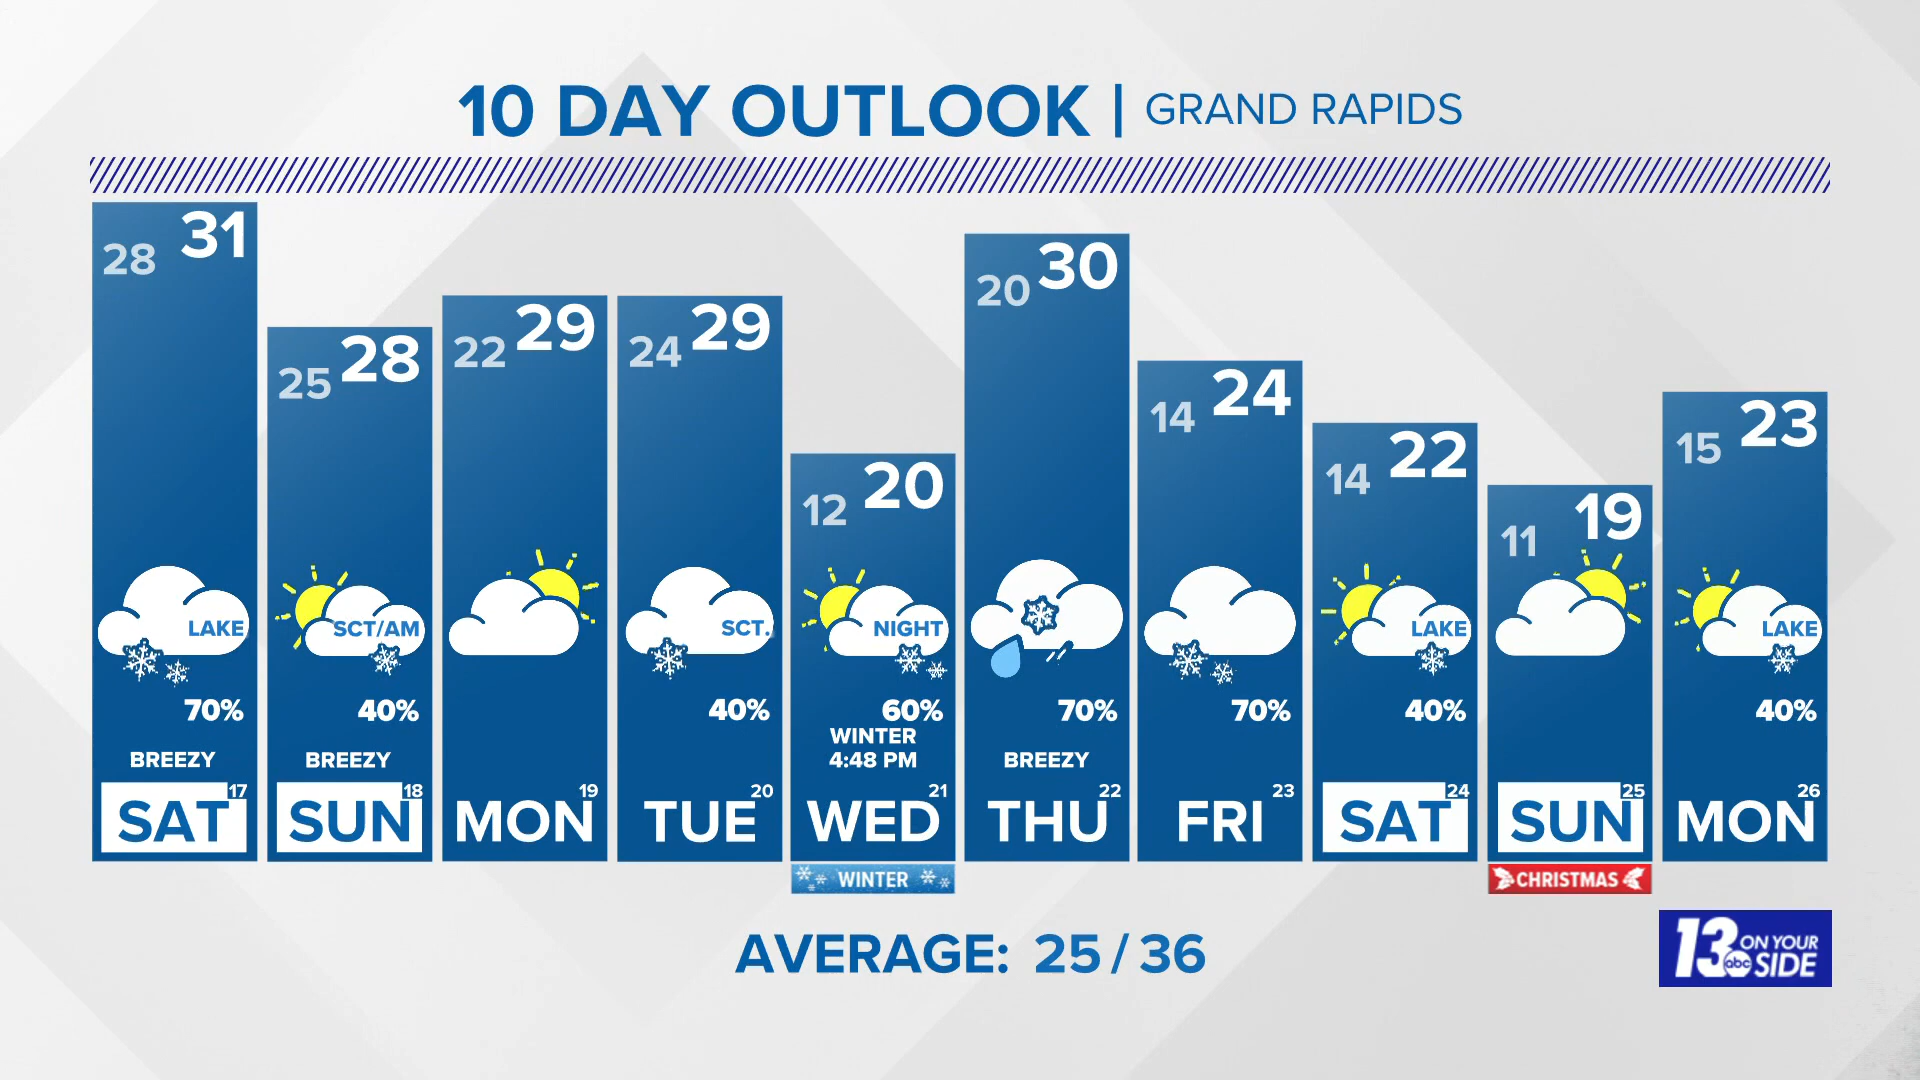 10 DAY OUTLOOK | GRAND RAPIDS
28 31
LAKE
70%
BREEZY
SAT 17
25 28
SCT/AM
40%
BREEZY
SUN 18
22 29
MON 19
24 29
SCT.
40%
TUE 20
12 20
NIGHT
60%
WINTER
4:48 PM
WED 21
WINTER
20 30
70%
BREEZY
THU 22
14 24
70%
FRI 23
14 22
LAKE
40%
SAT 24
11 19
SUN 25
CHRISTMAS
15 23
LAKE
40%
MON 26
AVERAGE: 25 / 36
13 ON YOUR
abc SIDE